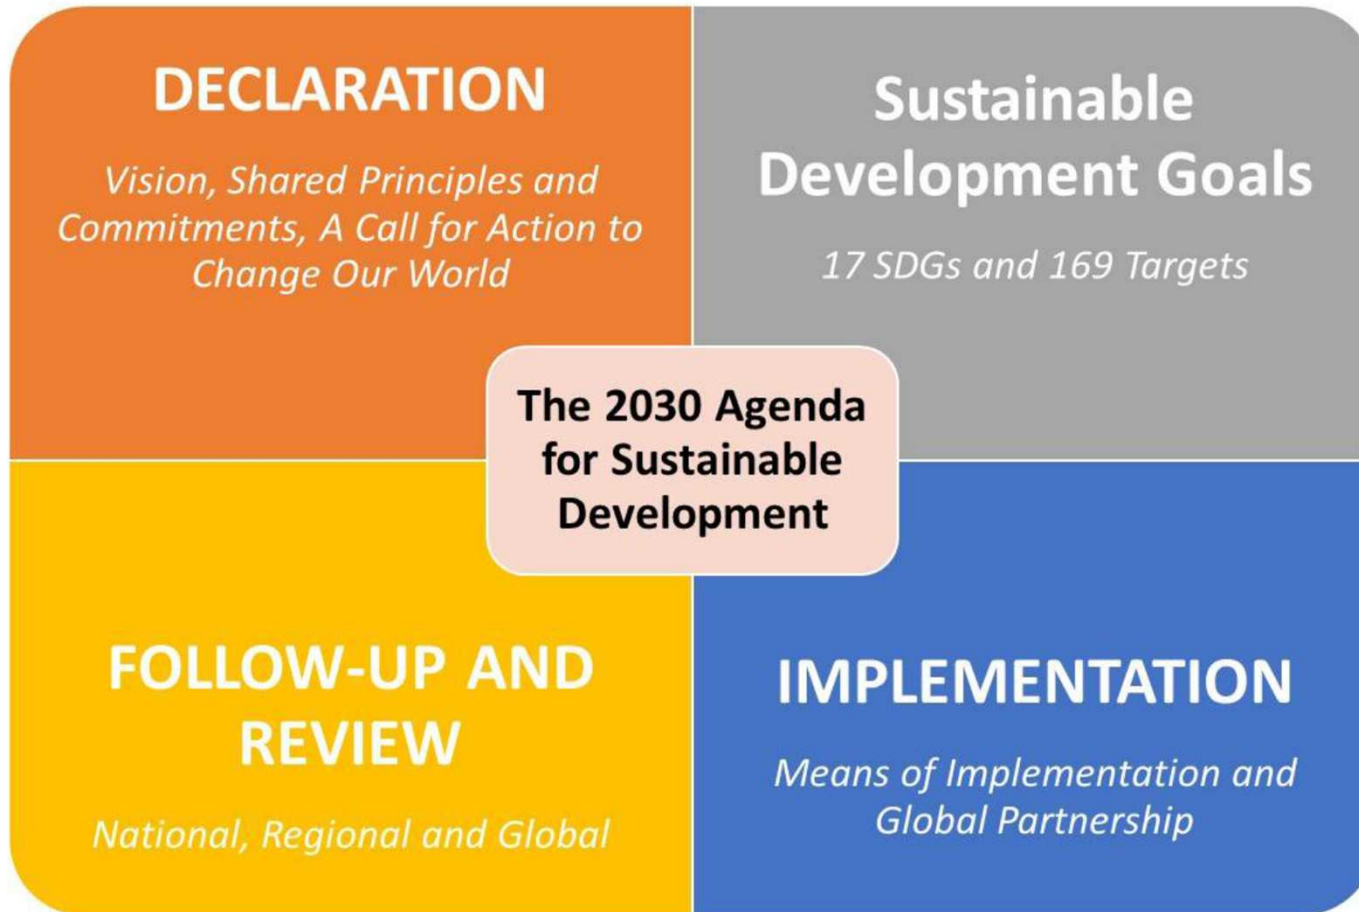 DECLARATION
Vision, Shared Principles and
Commitments, A Call for Action to
Change Our World
Sustainable
Development Goals
17 SDGs and 169 Targets
The 2030 Agenda
for Sustainable
Development
FOLLOW-UP AND
REVIEW
National, Regional and Global
IMPLEMENTATION
Means of Implementation and
Global Partnership